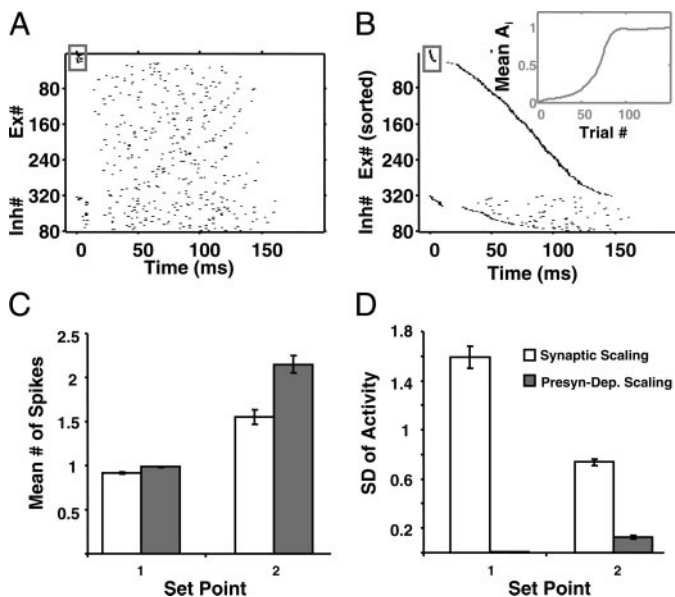 A
Ex#
Inh#
80
160
240
320
80
0
50
100
150
Time (ms)
B
Ex# (sorted)
Inh#
80
160
240
320
80
0
50
100
150
Time (ms)
Mean Ai
1
0.5
0
0
50
100
Trial #
C
Mean # of Spikes
2.5
2
1.5
1
0.5
1
2
Set Point
D
SD of Activity
1.8
1.4
1
0.6
0.2
1
2
Set Point
Synaptic Scaling
Presyn-Dep. Scaling